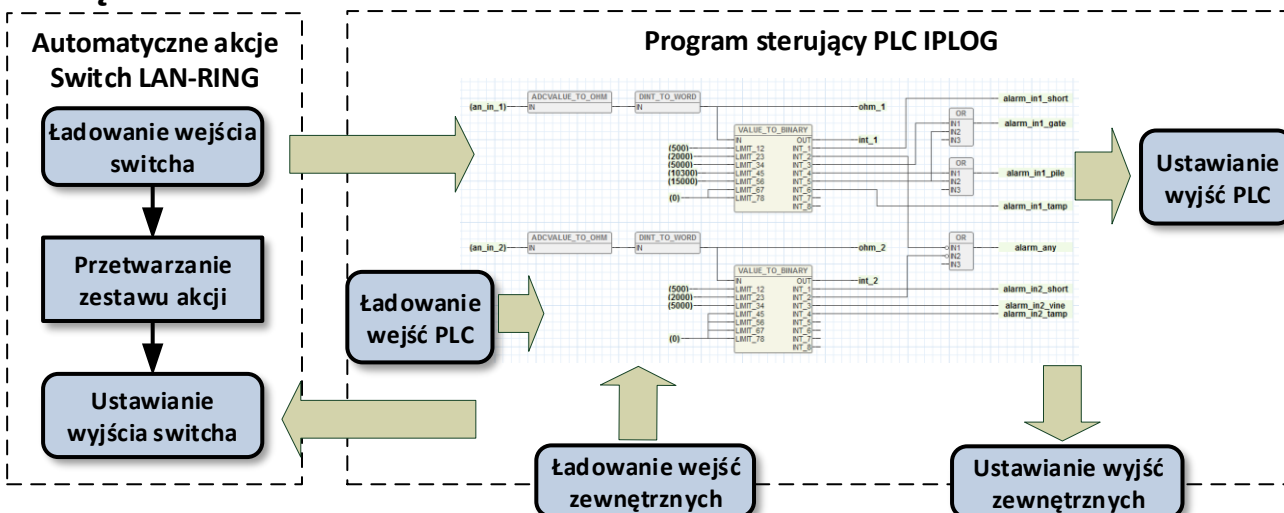 Automatyczne akcje
Switch LAN-RING
Ładowanie wejścia
switcha
Przetwarzanie
zestawu akcji
Ustawianie
wyjścia switcha
Program sterujący PLC IPLOG
(an_in_1)
ADCVALUE_TO_OHM
IN
DINT_TO_WORD
IN
ohm_1
VALUE_TO_BINARY
IN OUT
int_1
(500) LIMIT_12 INT_1
(2000) LIMIT_23 INT_2
(5000) LIMIT_34 INT_3
(10300) LIMIT_45 INT_4
(15000) LIMIT_56 INT_5
LIMIT_67 INT_6
(0) LIMIT_78 INT_7
INT_8
OR
IN1
IN2
IN3
OR
IN1
IN2
IN3
alarm_in1_short
alarm_in1_gate
alarm_in1_pile
alarm_in1_tamp
(an_in_2)
ADCVALUE_TO_OHM
IN
DINT_TO_WORD
IN
ohm_2
VALUE_TO_BINARY
IN OUT
int_2
(500) LIMIT_12 INT_1
(2000) LIMIT_23 INT_2
(5000) LIMIT_34 INT_3
LIMIT_45 INT_4
LIMIT_56 INT_5
LIMIT_67 INT_6
(0) LIMIT_78 INT_7
INT_8
OR
IN1
IN2
IN3
alarm_any
alarm_in2_short
alarm_in2_vine
alarm_in2_tamp
Ładowanie
wejść PLC
Ustawianie
wyjść PLC
Ładowanie wejść
zewnętrznych
Ustawianie wyjść
zewnętrznych